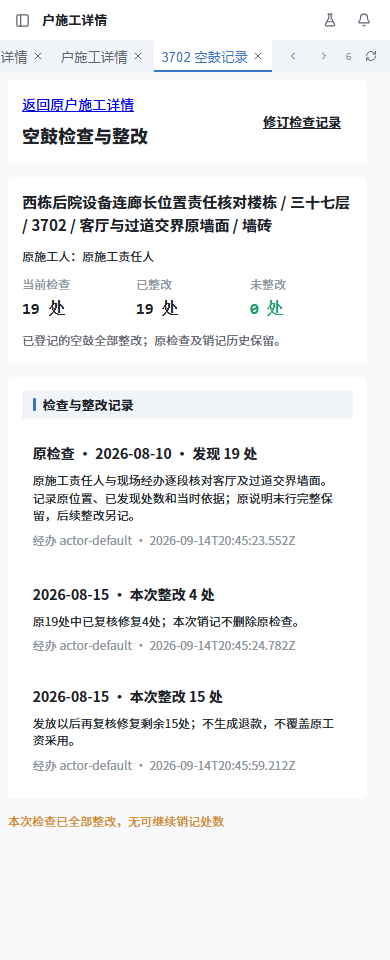 户施工详情
详情
户施工详情
3702 空鼓记录
6
返回原户施工详情
空鼓检查与整改
修订检查记录
西栋后院设备连廊长位置责任核对楼栋 / 三十七层
/ 3702 / 客厅与过道交界原墙面 / 墙砖
原施工人：原施工责任人
当前检查
已整改
未整改
19 处
19 处
0 处
已登记的空鼓全部整改；原检查及销记历史保留。
检查与整改记录
原检查 · 2026-08-10 · 发现 19 处
原施工责任人与现场经办逐段核对客厅及过道交界墙面。
记录原位置、已发现处数和当时依据；原说明末行完整保
留，后续整改另记。
经办 actor-default · 2026-09-14T20:45:23.552Z
2026-08-15 · 本次整改 4 处
原19处中已复核修复4处；本次销记不删除原检查。
经办 actor-default · 2026-09-14T20:45:24.782Z
2026-08-15 · 本次整改 15 处
发放以后再复核修复剩余15处；不生成退款，不覆盖原工
资采用。
经办 actor-default · 2026-09-14T20:45:59.212Z
本次检查已全部整改，无可继续销记处数